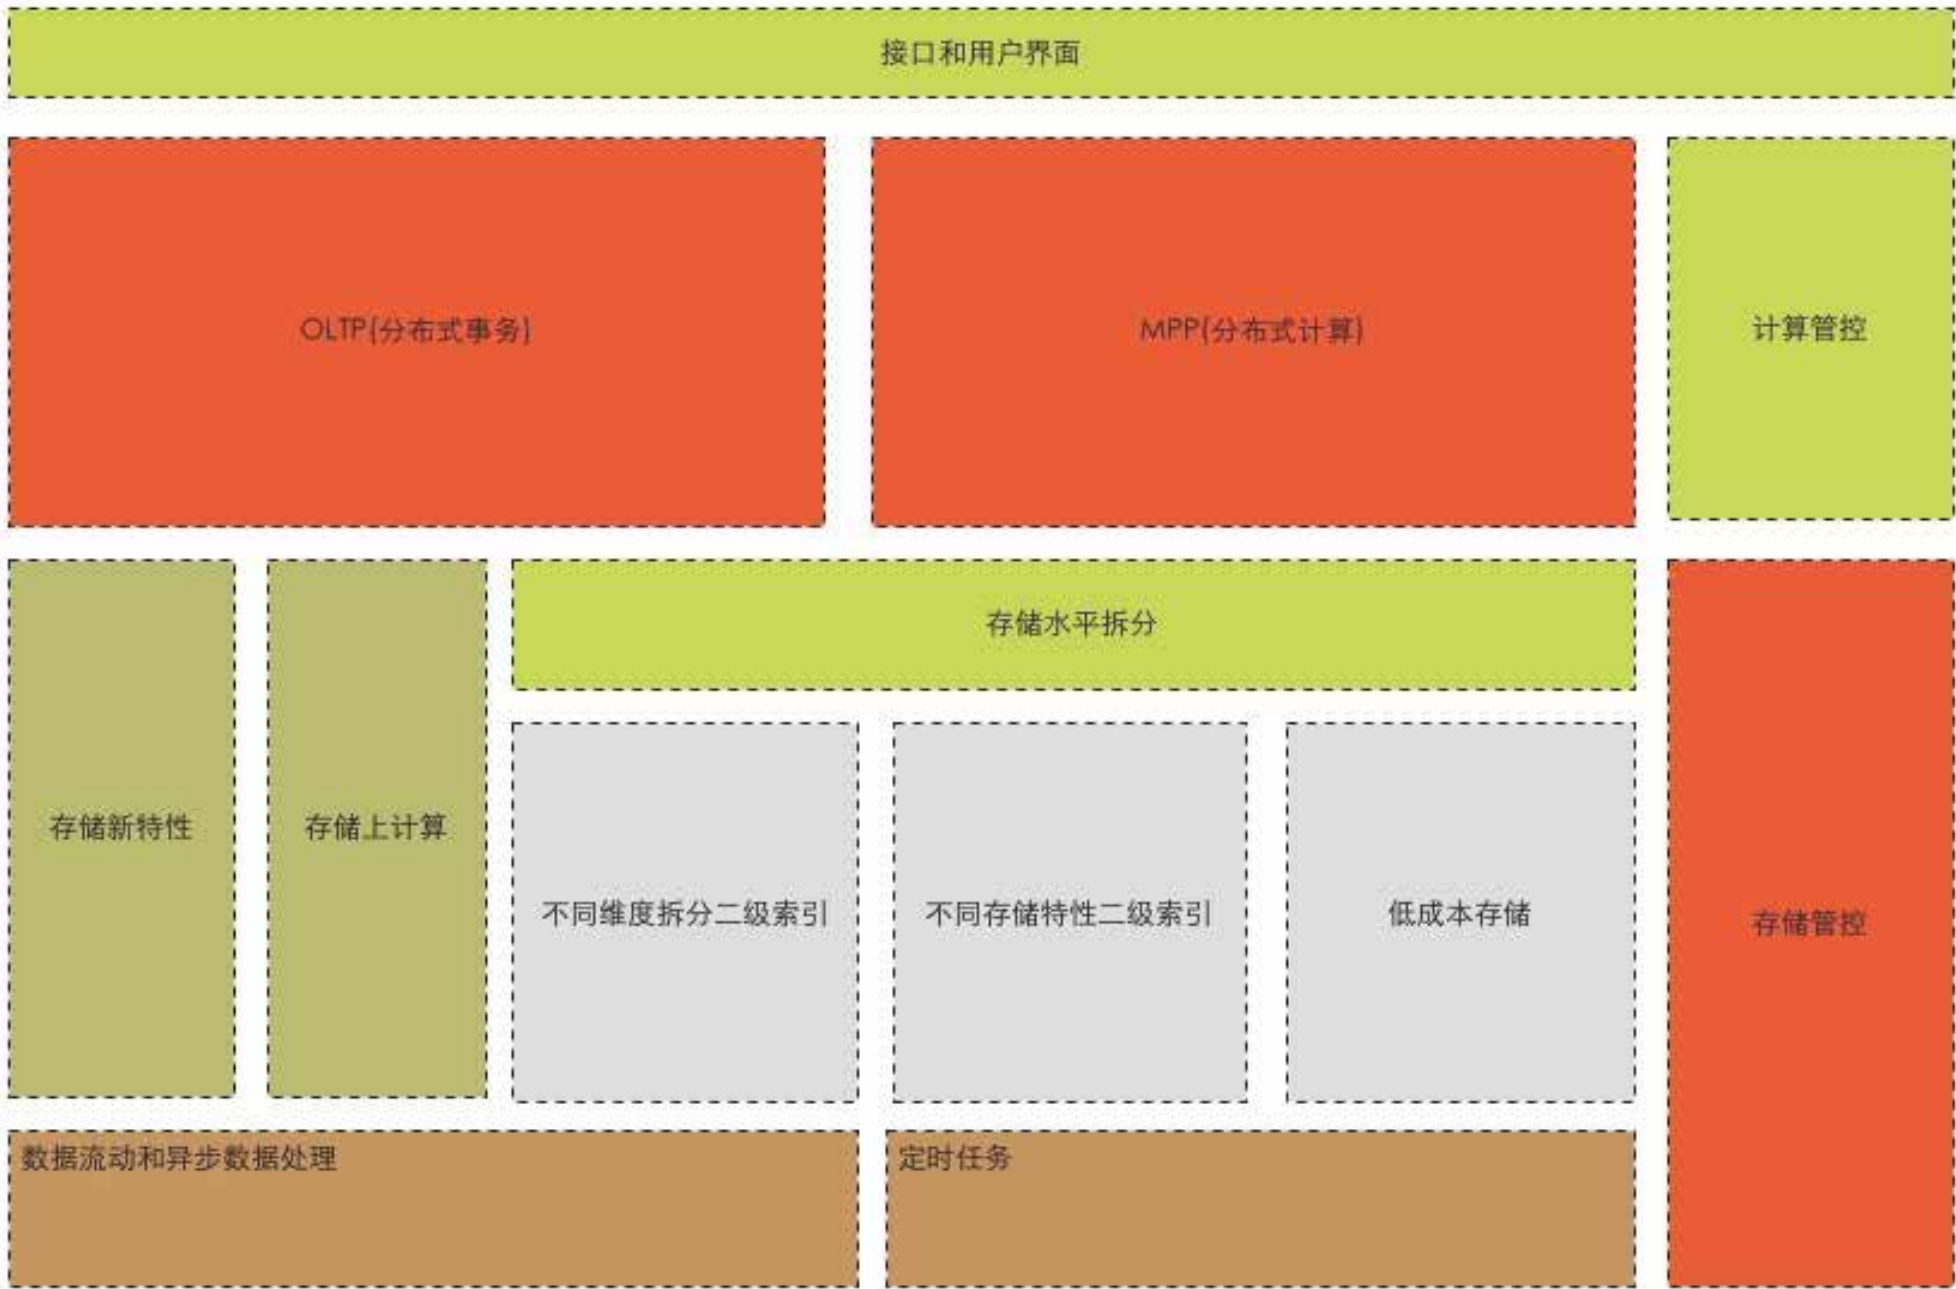 接口和用户界面
OLTP(分布式事务)
MPP(分布式计算)
计算管控
存储新特性
存储上计算
存储水平拆分
不同维度拆分二级索引
不同存储特性二级索引
低成本存储
存储管控
数据流动和异步数据处理
定时任务